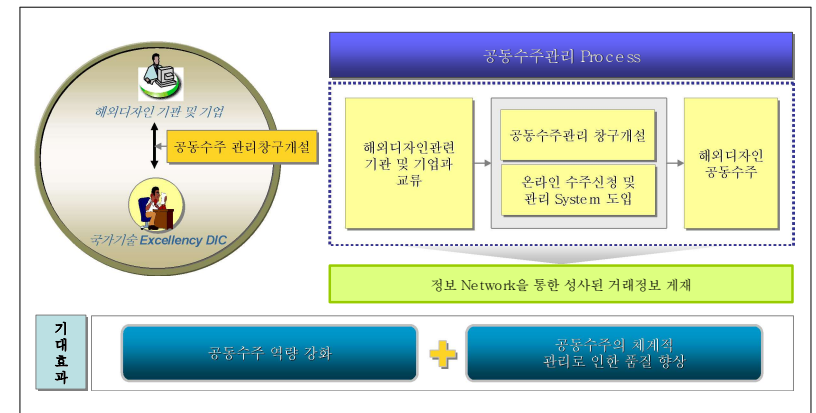 해외디자인 기관 및 기업
공동수주 관리창구개설
국가기술 Excellency DIC
공동수주관리 Process
해외디자인관련
기관 및 기업과
교류
공동수주관리 창구개설
온라인 수주신청 및
관리 System 도입
해외디자인
공동수주
정보 Network을 통한 성사된 거래정보 게재
기
대
효
과
공동수주 역량 강화
공동수주의 체계적
관리로 인한 품질 향상